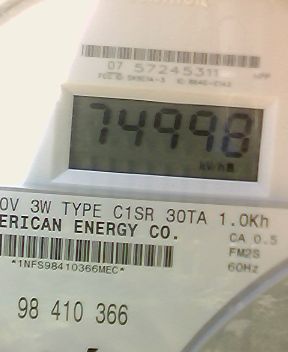 07 57245311
74998
kWh
0V 3W TYPE C1SR 30TA 1.0Kh
ERICAN ENERGY CO.
CA 0.5
FM2S
*1NFS98410366MEC*
60Hz
98 410 366